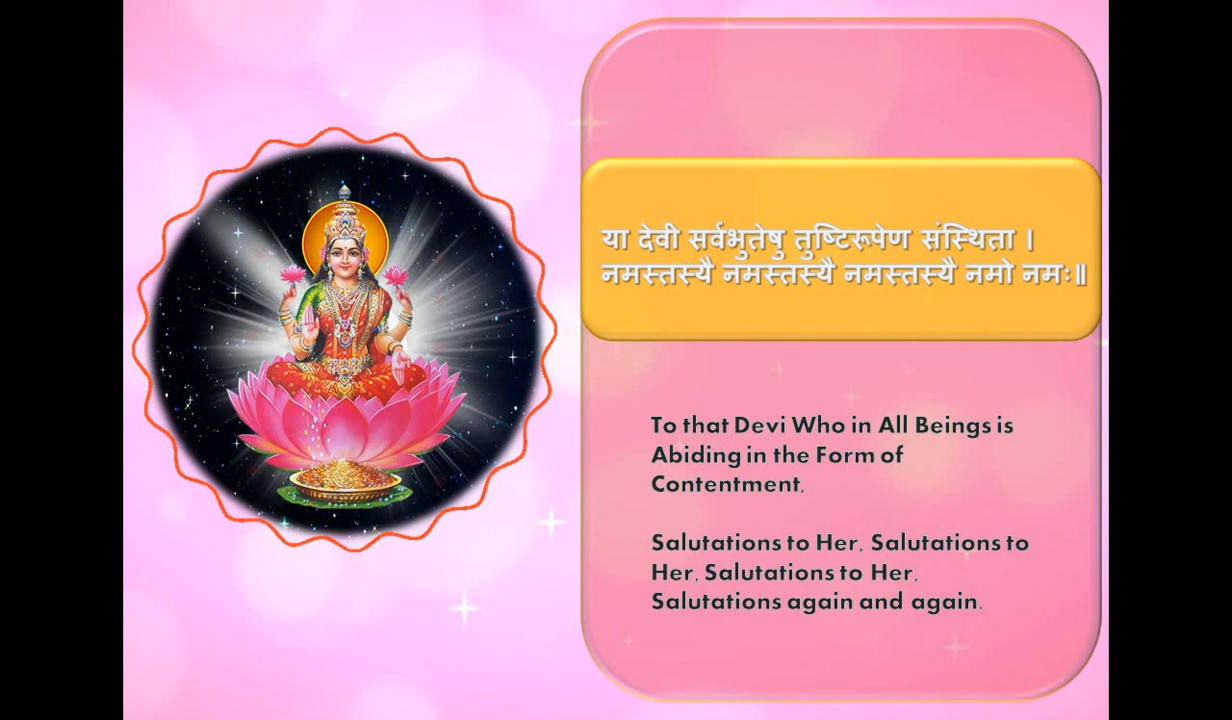 या देवी सर्वभुतेषु तुष्टिरूपेण संस्थिता ।
नमस्तस्यै नमस्तस्यै नमस्तस्यै नमो नमः॥
To that Devi Who in All Beings is
Abiding in the Form of
Contentment,
Salutations to Her, Salutations to
Her, Salutations to Her,
Salutations again and again.